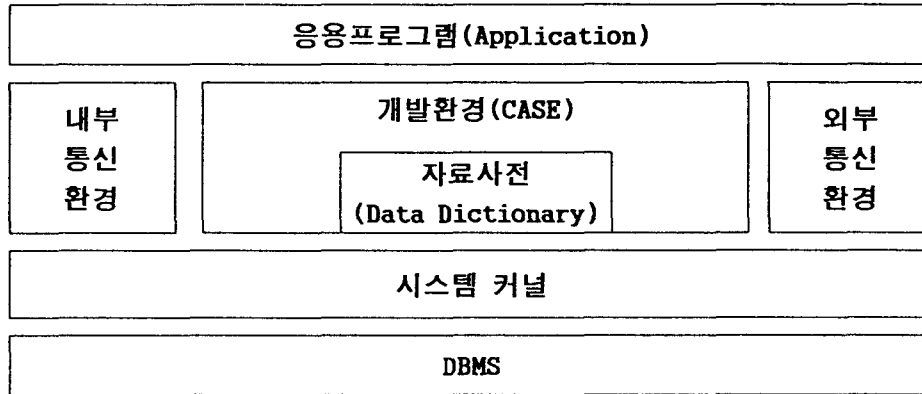 응용프로그램(Application)
내부
통신
환경
개발환경(CASE)
자료사전
(Data Dictionary)
외부
통신
환경
시스템 커널
DBMS